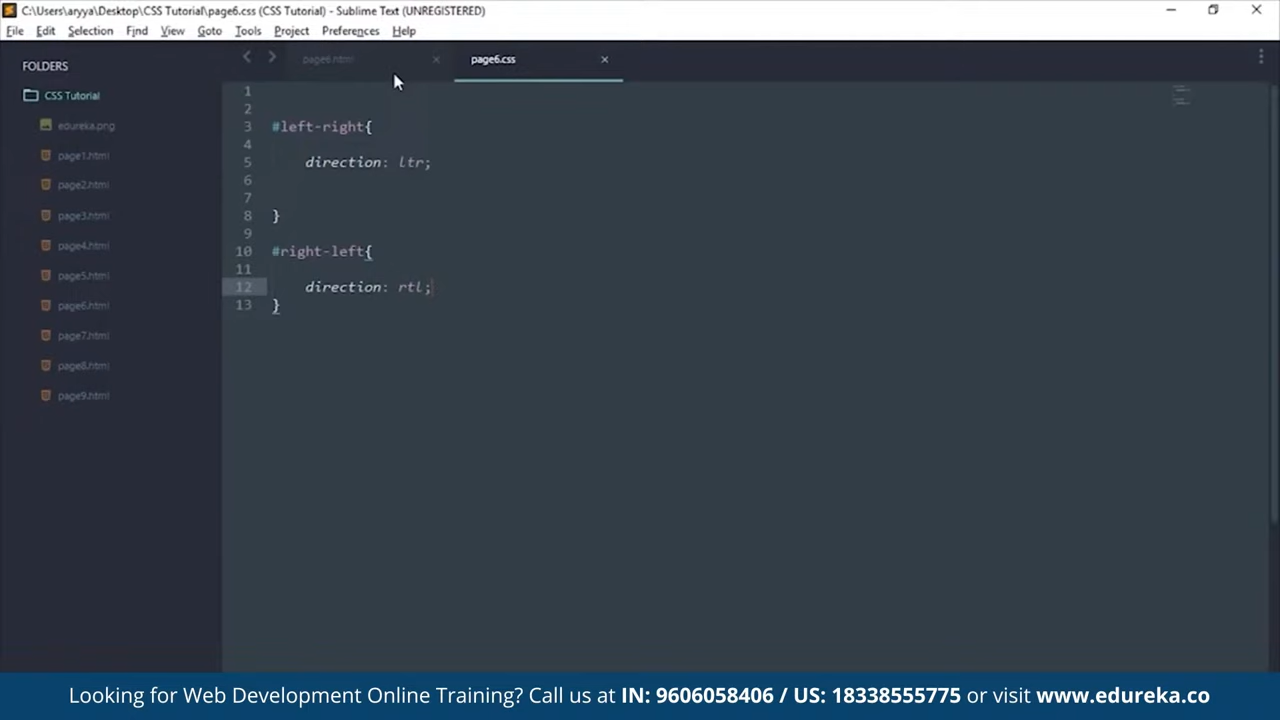 C:\Users\aryya\Desktop\CSS Tutorial\page6.css (CSS Tutorial) - Sublime Text (UNREGISTERED)
File Edit Selection Find View Goto Tools Project Preferences Help
FOLDERS
CSS Tutorial
edureka.png
page1.html
page2.html
page3.html
page4.html
page5.html
page6.html
page7.html
page8.html
page9.html
page6.html
page6.css
1
2
3 #left-right{
4
5 direction: ltr;
6
7
8 }
9
10 #right-left{
11
12 direction: rtl;
13 }
Looking for Web Development Online Training? Call us at IN: 9606058406 / US: 18338555775 or visit www.edureka.co